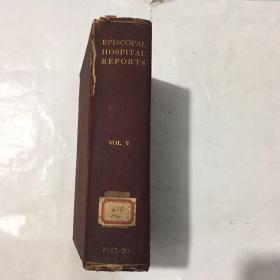 EPISCOPAL
HOSPITAL
REPORTS
VOL. V.
610